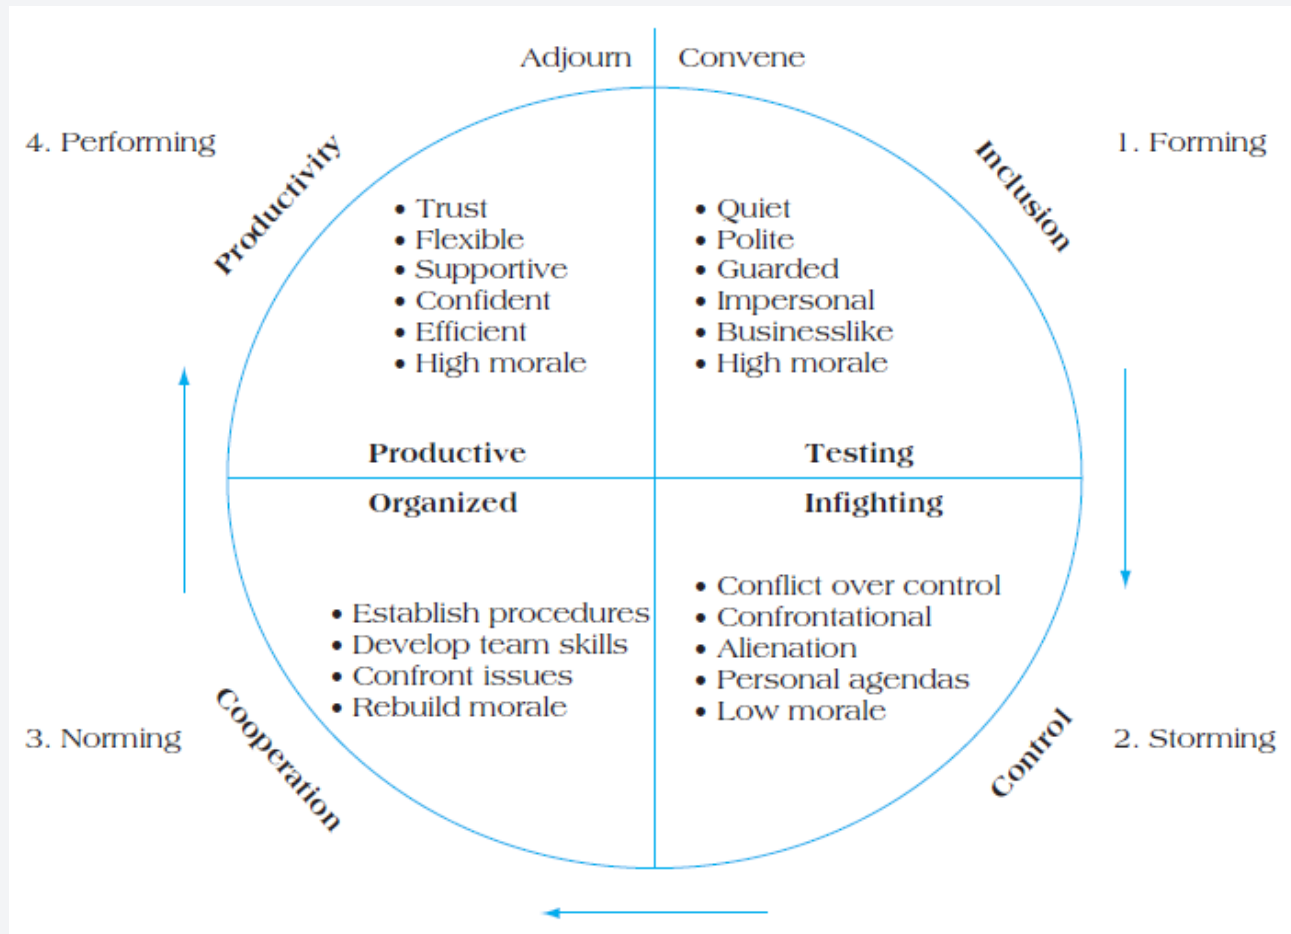 Adjourn
Convene
4. Performing
1. Forming
Productivity
Inclusion
• Trust
• Flexible
• Supportive
• Confident
• Efficient
• High morale
• Quiet
• Polite
• Guarded
• Impersonal
• Businesslike
• High morale
Productive
Testing
Organized
Infighting
• Establish procedures
• Develop team skills
• Confront issues
• Rebuild morale
• Conflict over control
• Confrontational
• Alienation
• Personal agendas
• Low morale
3. Norming
Cooperation
Control
2. Storming